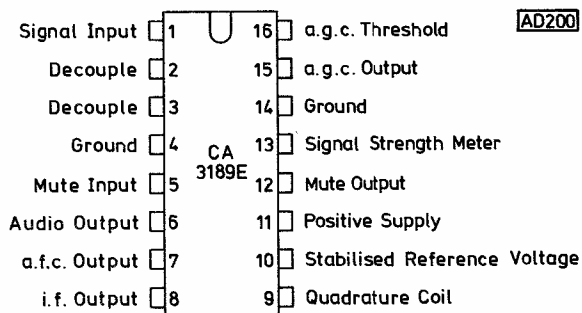 Signal Input 1 16 a.g.c. Threshold AD200
Decouple 2 15 a.g.c. Output
Decouple 3 14 Ground
Ground 4 13 Signal Strength Meter
CA
3189E
Mute Input 5 12 Mute Output
Audio Output 6 11 Positive Supply
a.f.c. Output 7 10 Stabilised Reference Voltage
i.f. Output 8 9 Quadrature Coil